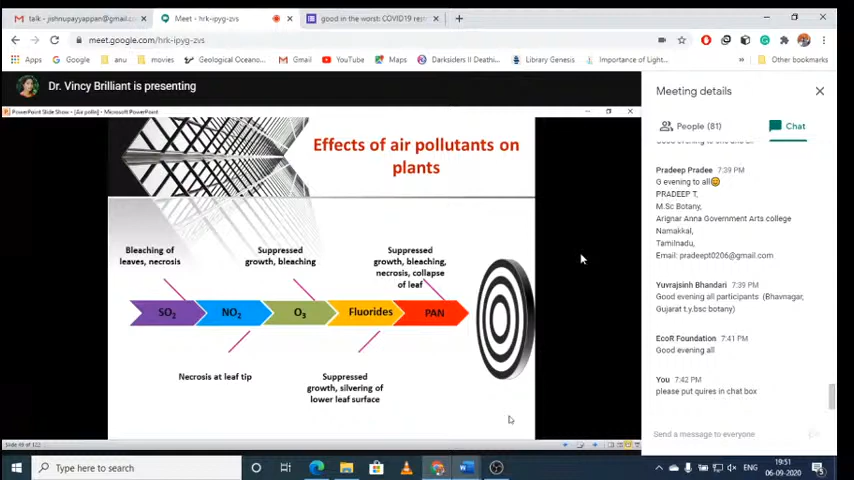 talk - jishnupayyappan@gmail.c
Meet - hrk-ipyg-zvs
good in the worst: COVID19 res
meet.google.com/hrk-ipyg-zvs
Apps
Google
anu
movies
Geological Oceano...
Gmail
YouTube
Maps
Darksiders II Deathi...
Library Genesis
Importance of Light...
»
Other bookmarks
Dr. Vincy Brilliant is presenting
PowerPoint Slide Show - [Air pollu] - Microsoft PowerPoint
Effects of air pollutants on
plants
Bleaching of
leaves, necrosis
Suppressed
growth, bleaching
Suppressed
growth, bleaching,
necrosis, collapse
of leaf
SO2
NO2
O3
Fluorides
PAN
Necrosis at leaf tip
Suppressed
growth, silvering of
lower leaf surface
Meeting details
People (81)
Chat
Pradeep Pradee 7:39 PM
G evening to all
PRADEEP T,
M.Sc Botany,
Arignar Anna Government Arts college
Namakkal,
Tamilnadu,
Email: pradeept0206@gmail.com
Yuvrajsinh Bhandari 7:39 PM
Good evening all participants (Bhavnagar,
Gujarat t.y.bsc botany)
EcoR Foundation 7:41 PM
Good evening all
You 7:42 PM
please put quires in chat box
Send a message to everyone
Type here to search
ENG
19:51
06-09-2020